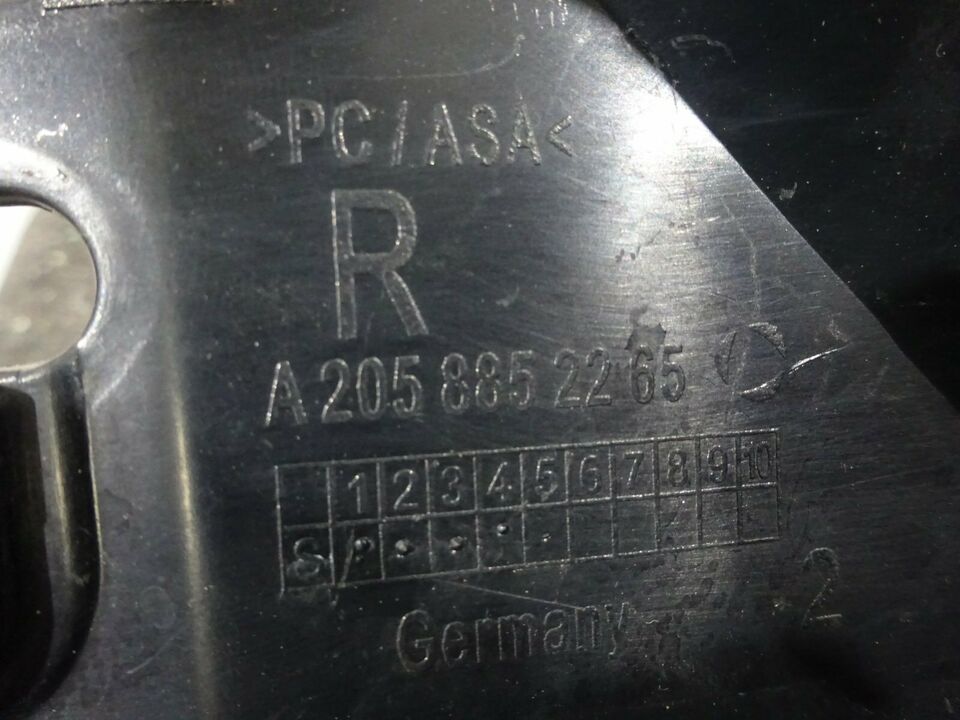 >PC/ASA<
R
A 205 885 22 65
1 2 3 4 5 6 7 8 9 10
S/
Germany
2